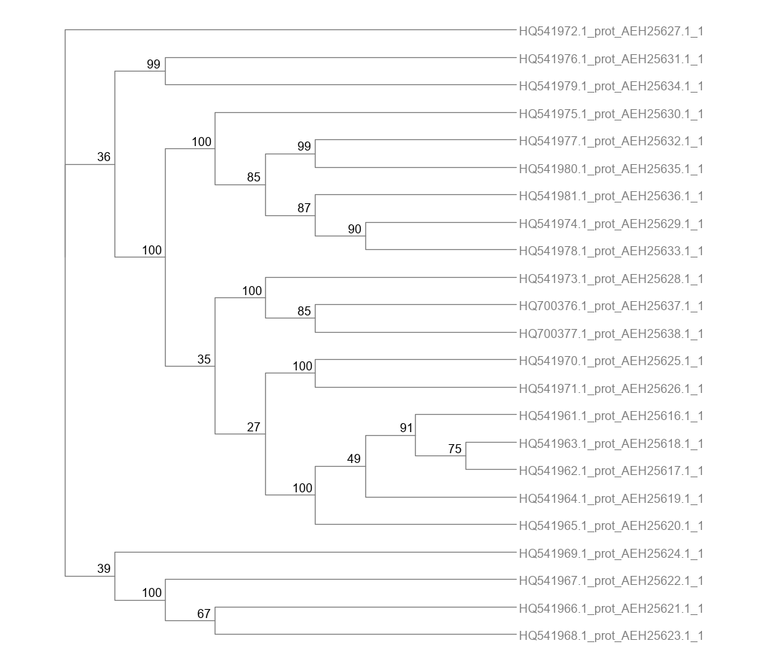 HQ541972.1_prot_AEH25627.1_1
HQ541976.1_prot_AEH25631.1_1
99
HQ541979.1_prot_AEH25634.1_1
HQ541975.1_prot_AEH25630.1_1
100
HQ541977.1_prot_AEH25632.1_1
99
36
HQ541980.1_prot_AEH25635.1_1
85
HQ541981.1_prot_AEH25636.1_1
87
HQ541974.1_prot_AEH25629.1_1
90
HQ541978.1_prot_AEH25633.1_1
100
HQ541973.1_prot_AEH25628.1_1
100
HQ700376.1_prot_AEH25637.1_1
85
HQ700377.1_prot_AEH25638.1_1
35
HQ541970.1_prot_AEH25625.1_1
100
HQ541971.1_prot_AEH25626.1_1
HQ541961.1_prot_AEH25616.1_1
91
27
HQ541963.1_prot_AEH25618.1_1
75
49
HQ541962.1_prot_AEH25617.1_1
100
HQ541964.1_prot_AEH25619.1_1
HQ541965.1_prot_AEH25620.1_1
HQ541969.1_prot_AEH25624.1_1
39
HQ541967.1_prot_AEH25622.1_1
100
HQ541966.1_prot_AEH25621.1_1
67
HQ541968.1_prot_AEH25623.1_1